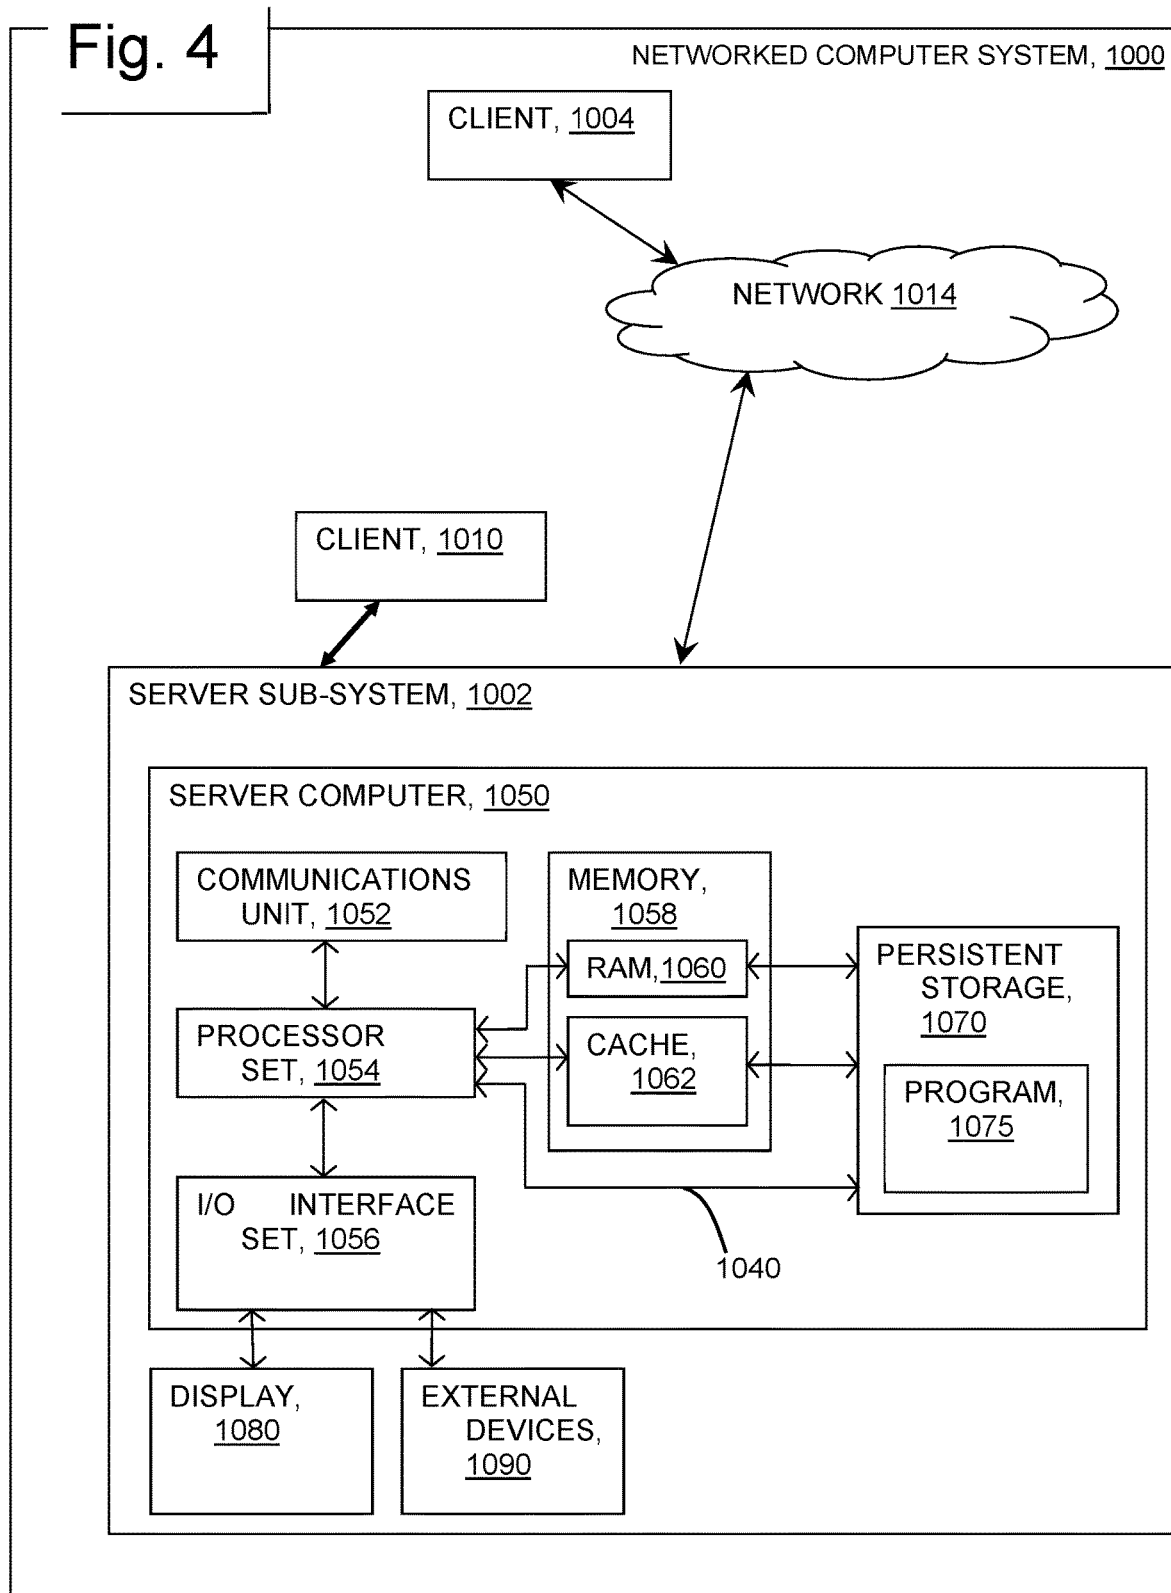 Fig. 4
NETWORKED COMPUTER SYSTEM, 1000
CLIENT, 1004
NETWORK 1014
CLIENT, 1010
SERVER SUB-SYSTEM, 1002
SERVER COMPUTER, 1050
COMMUNICATIONS
UNIT, 1052
MEMORY,
1058
RAM,1060
PERSISTENT
STORAGE,
1070
PROCESSOR
SET, 1054
CACHE,
1062
PROGRAM,
1075
I/O INTERFACE
SET, 1056
1040
DISPLAY,
1080
EXTERNAL
DEVICES,
1090